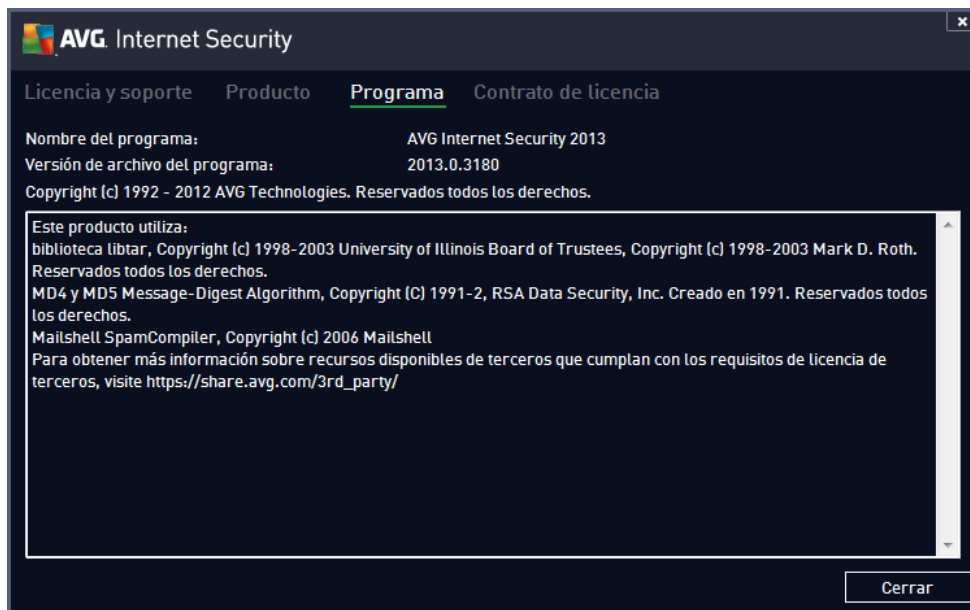 AVG. Internet Security
Licencia y soporte Producto Programa Contrato de licencia
Nombre del programa: AVG Internet Security 2013
Versión de archivo del programa: 2013.0.3180
Copyright (c) 1992 - 2012 AVG Technologies. Reservados todos los derechos.
Este producto utiliza:
biblioteca libtar, Copyright (c) 1998-2003 University of Illinois Board of Trustees, Copyright (c) 1998-2003 Mark D. Roth.
Reservados todos los derechos.
MD4 y MD5 Message-Digest Algorithm, Copyright (C) 1991-2, RSA Data Security, Inc. Creado en 1991. Reservados todos
los derechos.
Mailshell SpamCompiler, Copyright (c) 2006 Mailshell
Para obtener más información sobre recursos disponibles de terceros que cumplan con los requisitos de licencia de
terceros, visite https://share.avg.com/3rd_party/
Cerrar